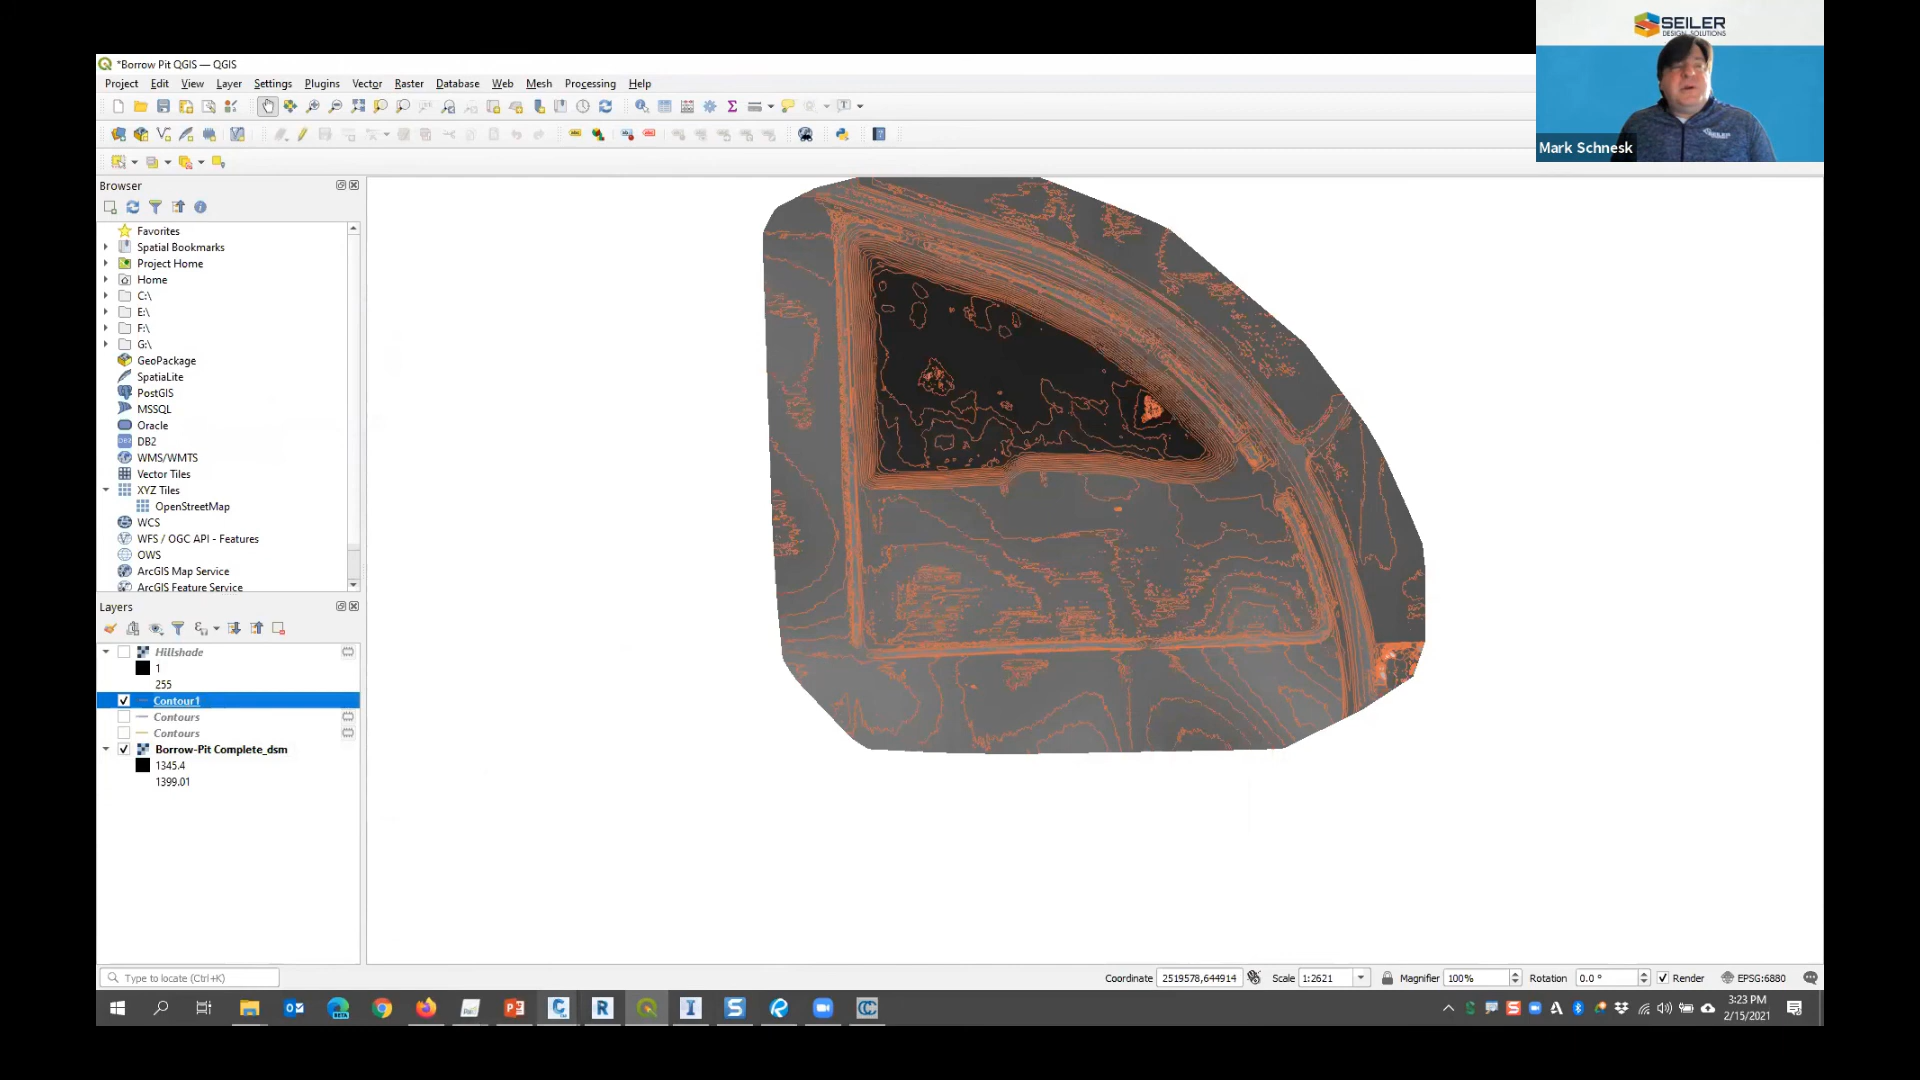 SEILER
DESIGN SOLUTIONS
Mark Schnesk
*Borrow Pit QGIS — QGIS
Project Edit View Layer Settings Plugins Vector Raster Database Web Mesh Processing Help
Browser
Favorites
Spatial Bookmarks
Project Home
Home
C:\
E:\
F:\
G:\
GeoPackage
SpatiaLite
PostGIS
MSSQL
Oracle
DB2
WMS/WMTS
Vector Tiles
XYZ Tiles
OpenStreetMap
WCS
WFS / OGC API - Features
OWS
ArcGIS Map Service
ArcGIS Feature Service
Layers
Hillshade
1
255
Contour1
Contours
Contours
Borrow-Pit Complete_dsm
1345.4
1399.01
Type to locate (Ctrl+K)
Coordinate 2519578,644914 Scale 1:2621 Magnifier 100% Rotation 0.0 ° Render EPSG:6880
3:23 PM
2/15/2021